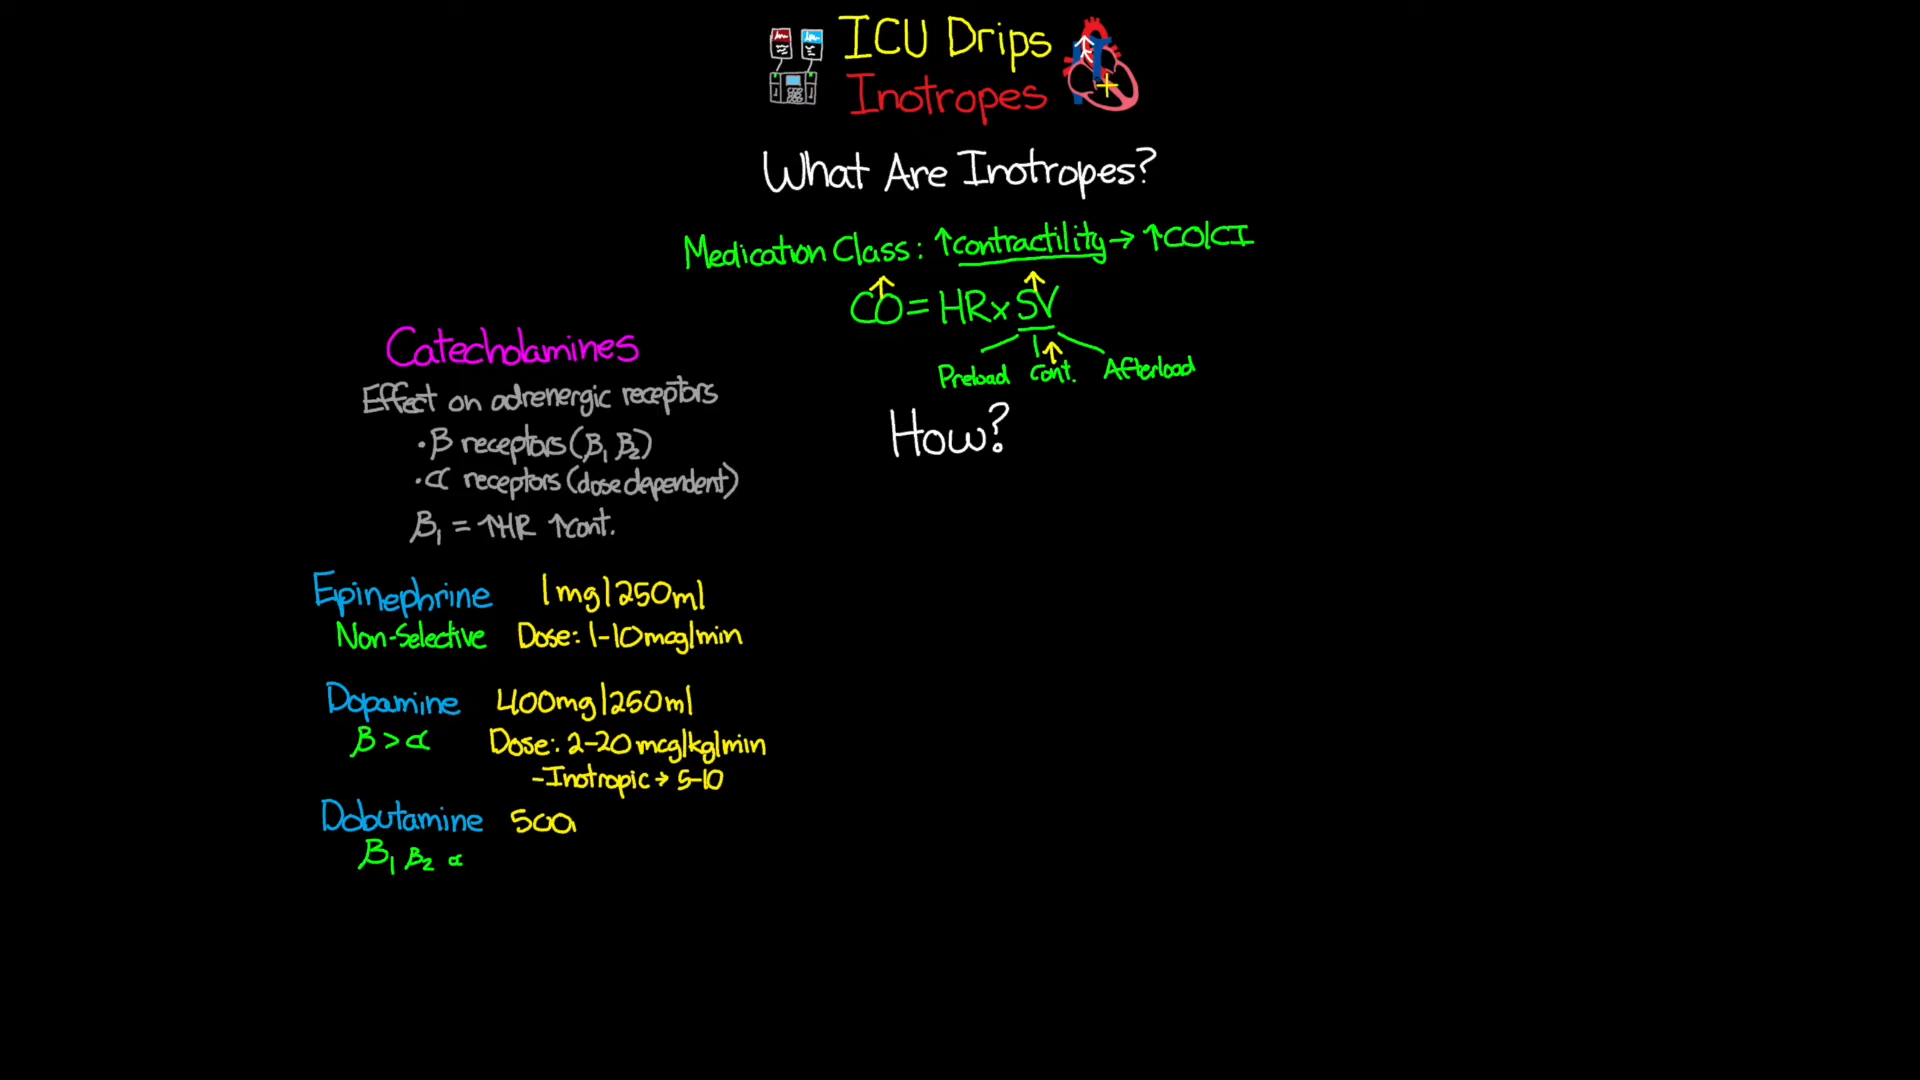 ICU Drips
Inotropes
What Are Inotropes?
Medication Class: ↑contractility → ↑CO/CI
CO = HR x SV
Preload Cont. Afterload
How?
Catecholamines
Effect on adrenergic receptors
• β receptors (β₁ β₂)
• α receptors (dose dependent)
β₁ = ↑HR ↑cont.
Epinephrine 1mg/250ml
Non-Selective Dose: 1-10mcg/min
Dopamine 400mg/250ml
β > α Dose: 2-20 mcg/kg/min
- Inotropic → 5-10
Dobutamine 500
β₁ β₂ α